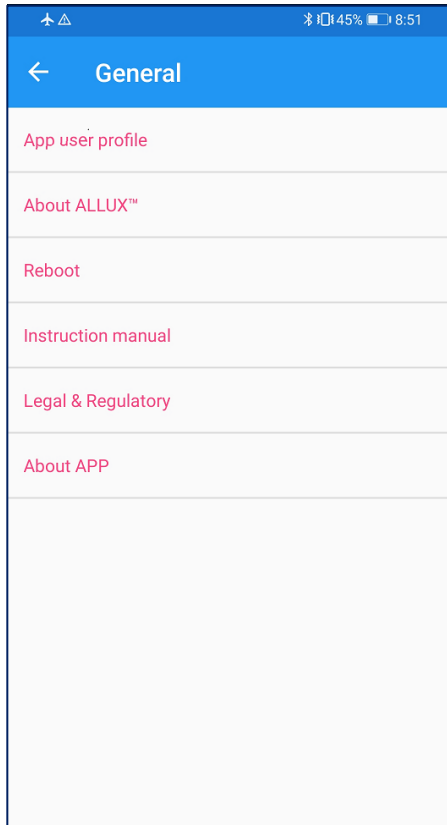 45% 8:51
General
App user profile
About ALLUX™
Reboot
Instruction manual
Legal & Regulatory
About APP